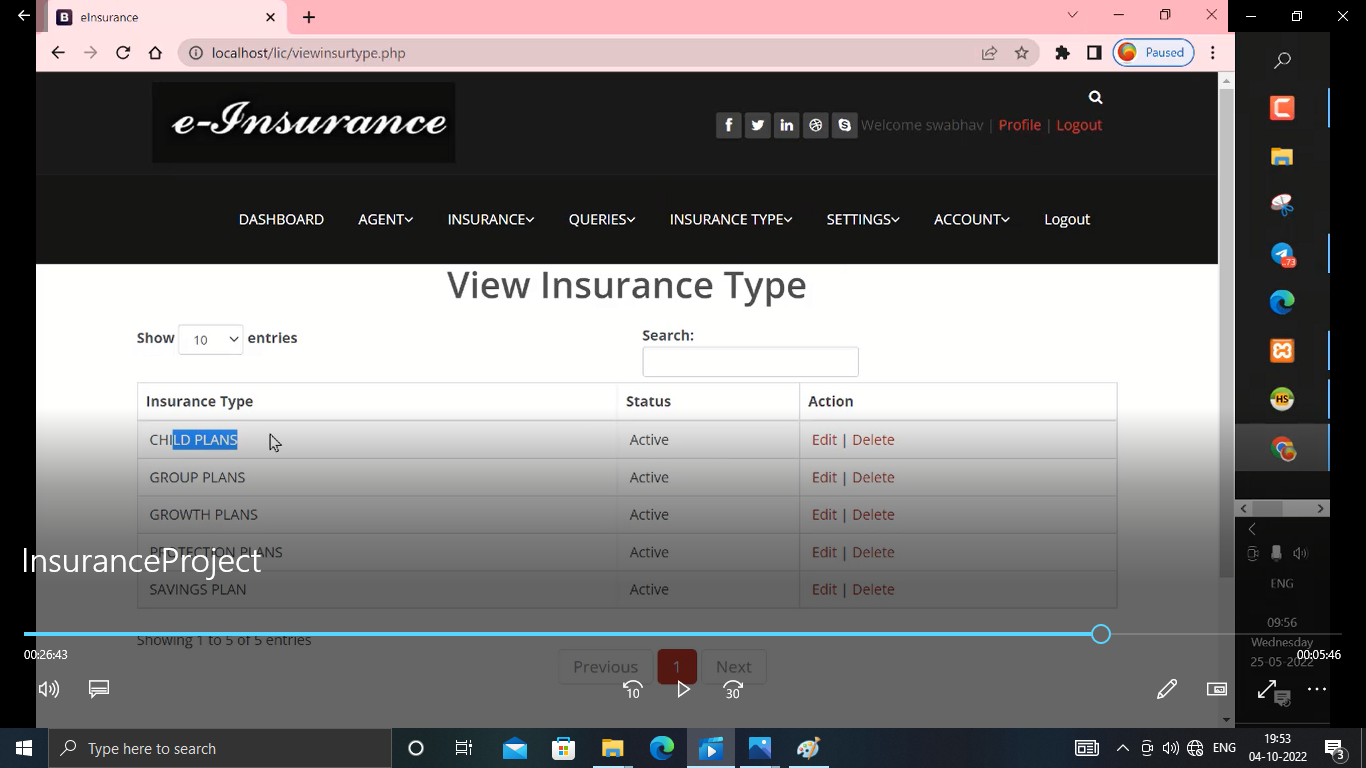 eInsurance
localhost/lic/viewinsurtype.php
Paused
e-Insurance
Welcome swabhav | Profile | Logout
DASHBOARD AGENT INSURANCE QUERIES INSURANCE TYPE SETTINGS ACCOUNT Logout
View Insurance Type
Show 10 entries
Search:
Insurance Type Status Action
CHILD PLANS Active Edit | Delete
GROUP PLANS Active Edit | Delete
GROWTH PLANS Active Edit | Delete
PROTECTION PLANS Active Edit | Delete
InsuranceProject
SAVINGS PLAN Active Edit | Delete
Showing 1 to 5 of 5 entries
Previous 1 Next
00:26:43
00:05:46
10
30
..73
HS
ENG
09:56
Wednesday
25-05-2022
Type here to search
ENG
19:53
04-10-2022
3